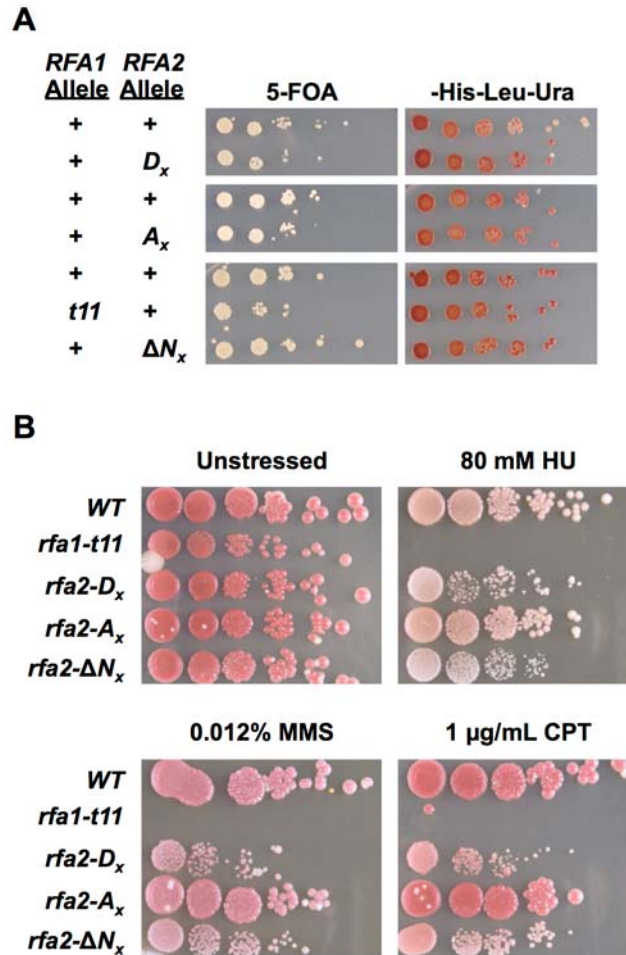 A
RFA1 RFA2
Allele Allele 5-FOA -His-Leu-Ura
+ +
+ Dx
+ +
+ Ax
+ +
t11 +
+ ΔNx
B
Unstressed 80 mM HU
WT
rfa1-t11
rfa2-Dx
rfa2-Ax
rfa2-ΔNx
0.012% MMS 1 µg/mL CPT
WT
rfa1-t11
rfa2-Dx
rfa2-Ax
rfa2-ΔNx